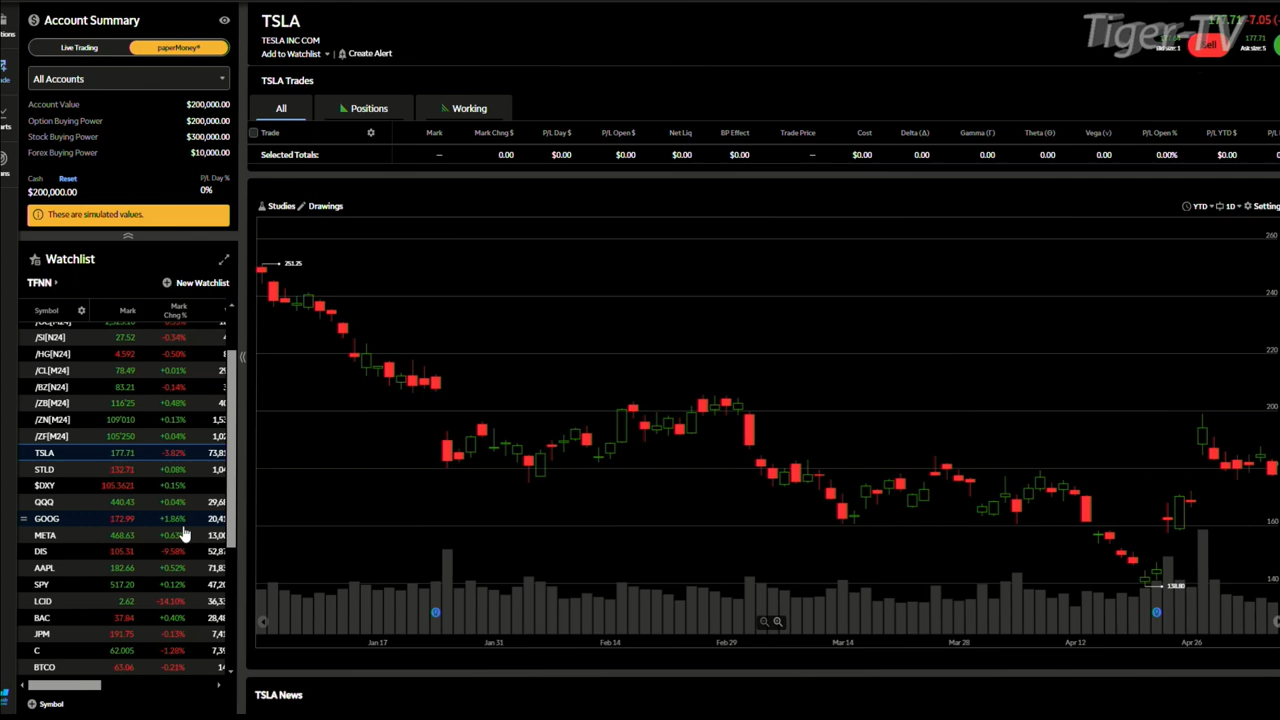 Account Summary
Live Trading
paperMoney®
All Accounts
Account Value $200,000.00
Option Buying Power $200,000.00
Stock Buying Power $300,000.00
Forex Buying Power $10,000.00
Cash Reset P/L Day %
$200,000.00 0%
These are simulated values.
Watchlist
TFNN
New Watchlist
Symbol Mark Mark Chng %
/SI[N24] 27.52 -0.34%
/HG[N24] 4.592 -0.50%
/CL[M24] 78.49 +0.01%
/BZ[N24] 83.21 -0.14%
/ZB[M24] 116'25 +0.48%
/ZN[M24] 109'010 +0.13%
/ZF[M24] 105'250 +0.04%
TSLA 177.71 -3.82%
STLD 132.71 +0.08%
$DXY 105.3621 +0.15%
QQQ 440.43 +0.04%
GOOG 172.99 +1.86%
META 468.63
DIS 105.31 -9.58%
AAPL 182.66 +0.52%
SPY 517.20 +0.12%
LCID 2.62 -14.10%
BAC 37.84 +0.40%
JPM 191.75 -0.13%
C 62.005 -1.28%
BTCO 63.06 -0.21%
Symbol
TSLA
TESLA INC COM
Add to Watchlist
Create Alert
177.71 -7.05
Tiger-TV
Sell
177.71
Ask size: 5
TSLA Trades
All
Positions
Working
Trade Mark Mark Chng $ P/L Day $ P/L Open $ Net Liq BP Effect Trade Price Cost Delta (Δ) Gamma (Γ) Theta (Θ) Vega (ν) P/L Open % P/L YTD $
Selected Totals: — 0.00 $0.00 $0.00 $0.00 $0.00 — $0.00 0.00 0.00 0.00 0.00 0.00% $0.00
Studies
Drawings
YTD
1D
260
251.25
240
220
200
180
160
140
138.80
Jan 17 Jan 31 Feb 14 Feb 29 Mar 14 Mar 28 Apr 12 Apr 26
TSLA News